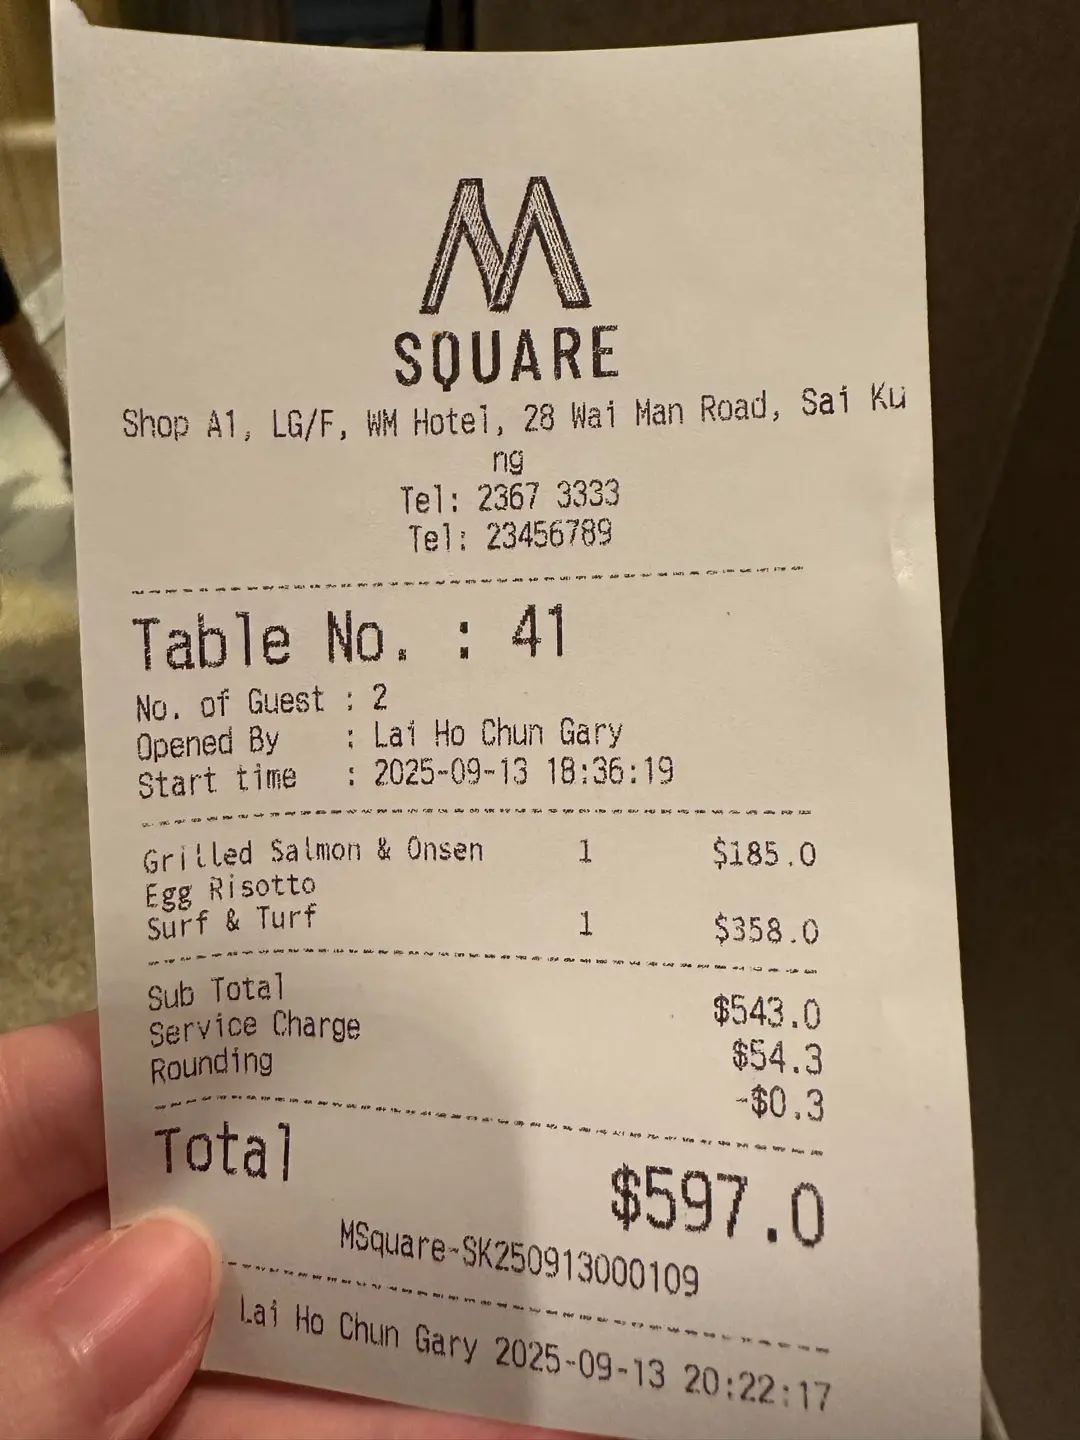 M
SQUARE
Shop A1, LG/F, WM Hotel, 28 Wai Man Road, Sai Ku
ng
Tel: 2367 3333
Tel: 23456789
Table No. : 41
No. of Guest : 2
Opened By : Lai Ho Chun Gary
Start time : 2025-09-13 18:36:19
Grilled Salmon & Onsen 1 $185.0
Egg Risotto
Surf & Turf 1 $358.0
Sub Total $543.0
Service Charge $54.3
Rounding -$0.3
Total $597.0
MSquare-SK250913000109
Lai Ho Chun Gary 2025-09-13 20:22:17